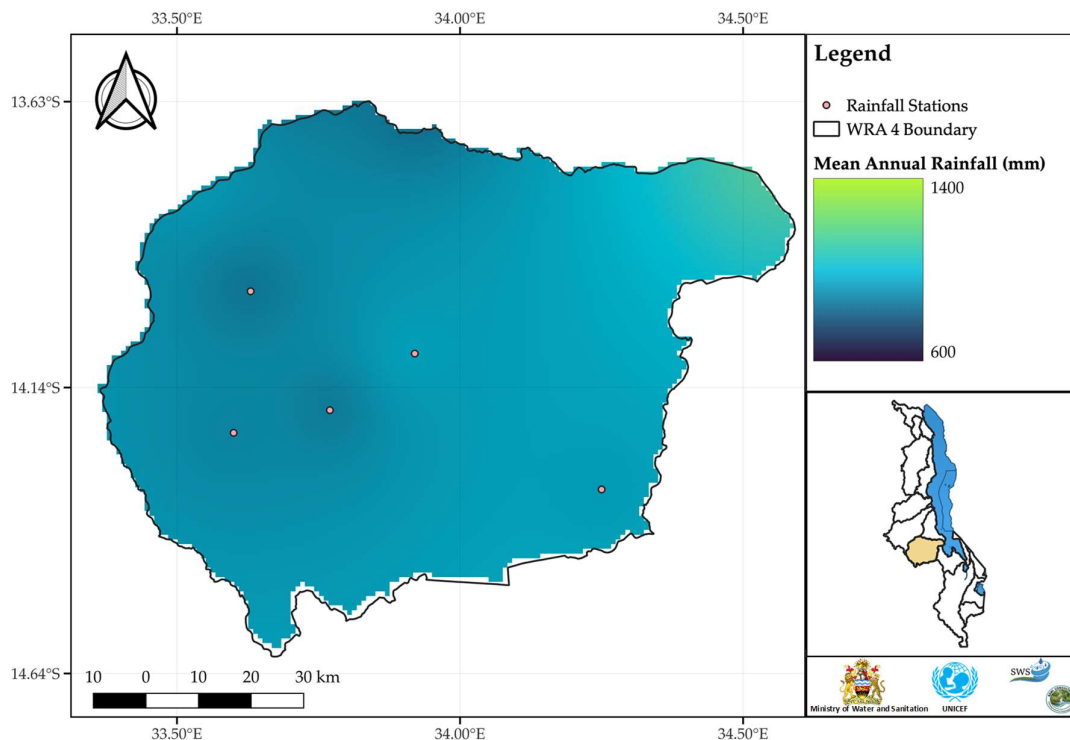 33.50°E 34.00°E 34.50°E
13.63°S
14.14°S
14.64°S
10 0 10 20 30 km
33.50°E 34.00°E 34.50°E
Legend
Rainfall Stations
WRA 4 Boundary
Mean Annual Rainfall (mm)
1400
600
SWS
Ministry of Water and Sanitation
UNICEF